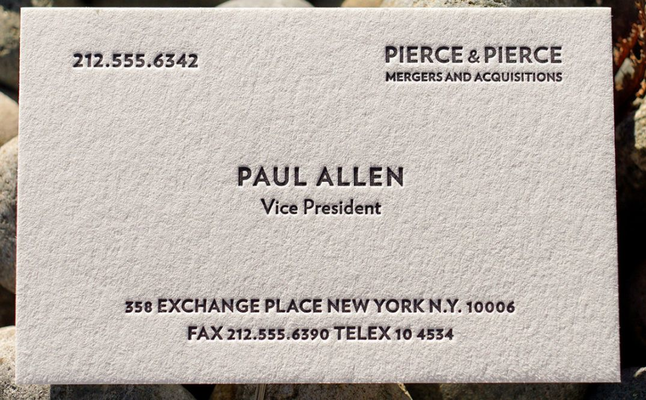 212.555.6342
PIERCE & PIERCE
MERGERS AND ACQUISITIONS
PAUL ALLEN
Vice President
358 EXCHANGE PLACE NEW YORK N.Y. 10006
FAX 212.555.6390 TELEX 10 4534